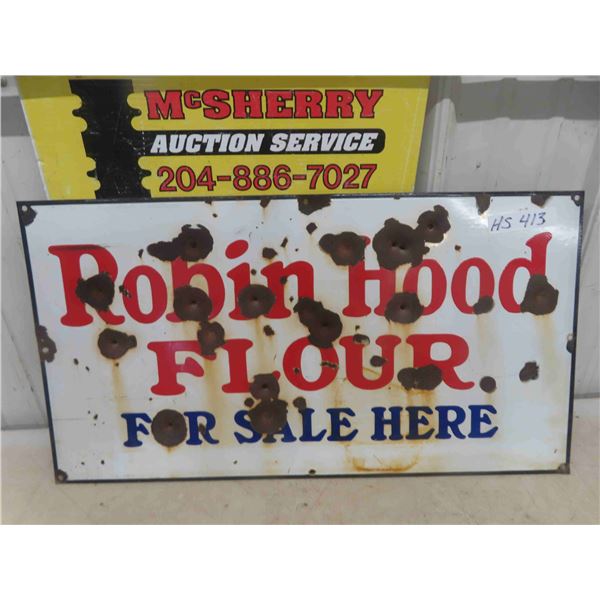 McSHERRY
AUCTION SERVICE
204-886-7027
HS 413
Robin Hood
FLOUR
FOR SALE HERE